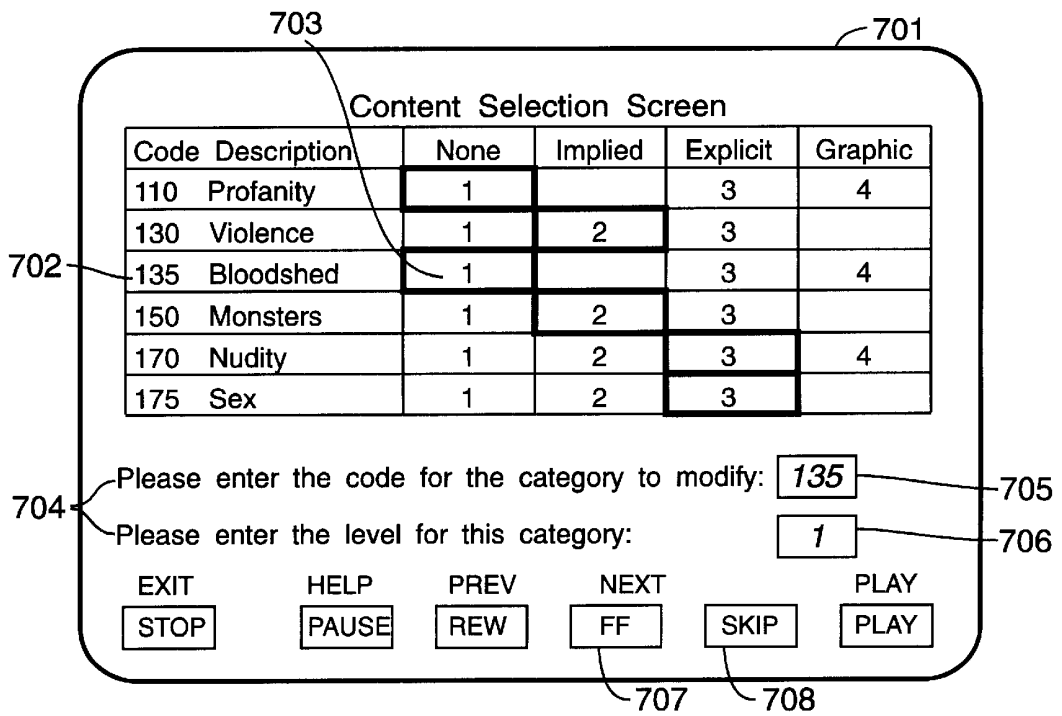 703
701
Content Selection Screen
Code Description None Implied Explicit Graphic
110 Profanity 1 3 4
130 Violence 1 2 3
702 135 Bloodshed 1 3 4
150 Monsters 1 2 3
170 Nudity 1 2 3 4
175 Sex 1 2 3
Please enter the code for the category to modify: 135 705
704
Please enter the level for this category: 1 706
EXIT HELP PREV NEXT PLAY
STOP PAUSE REW FF SKIP PLAY
707 708